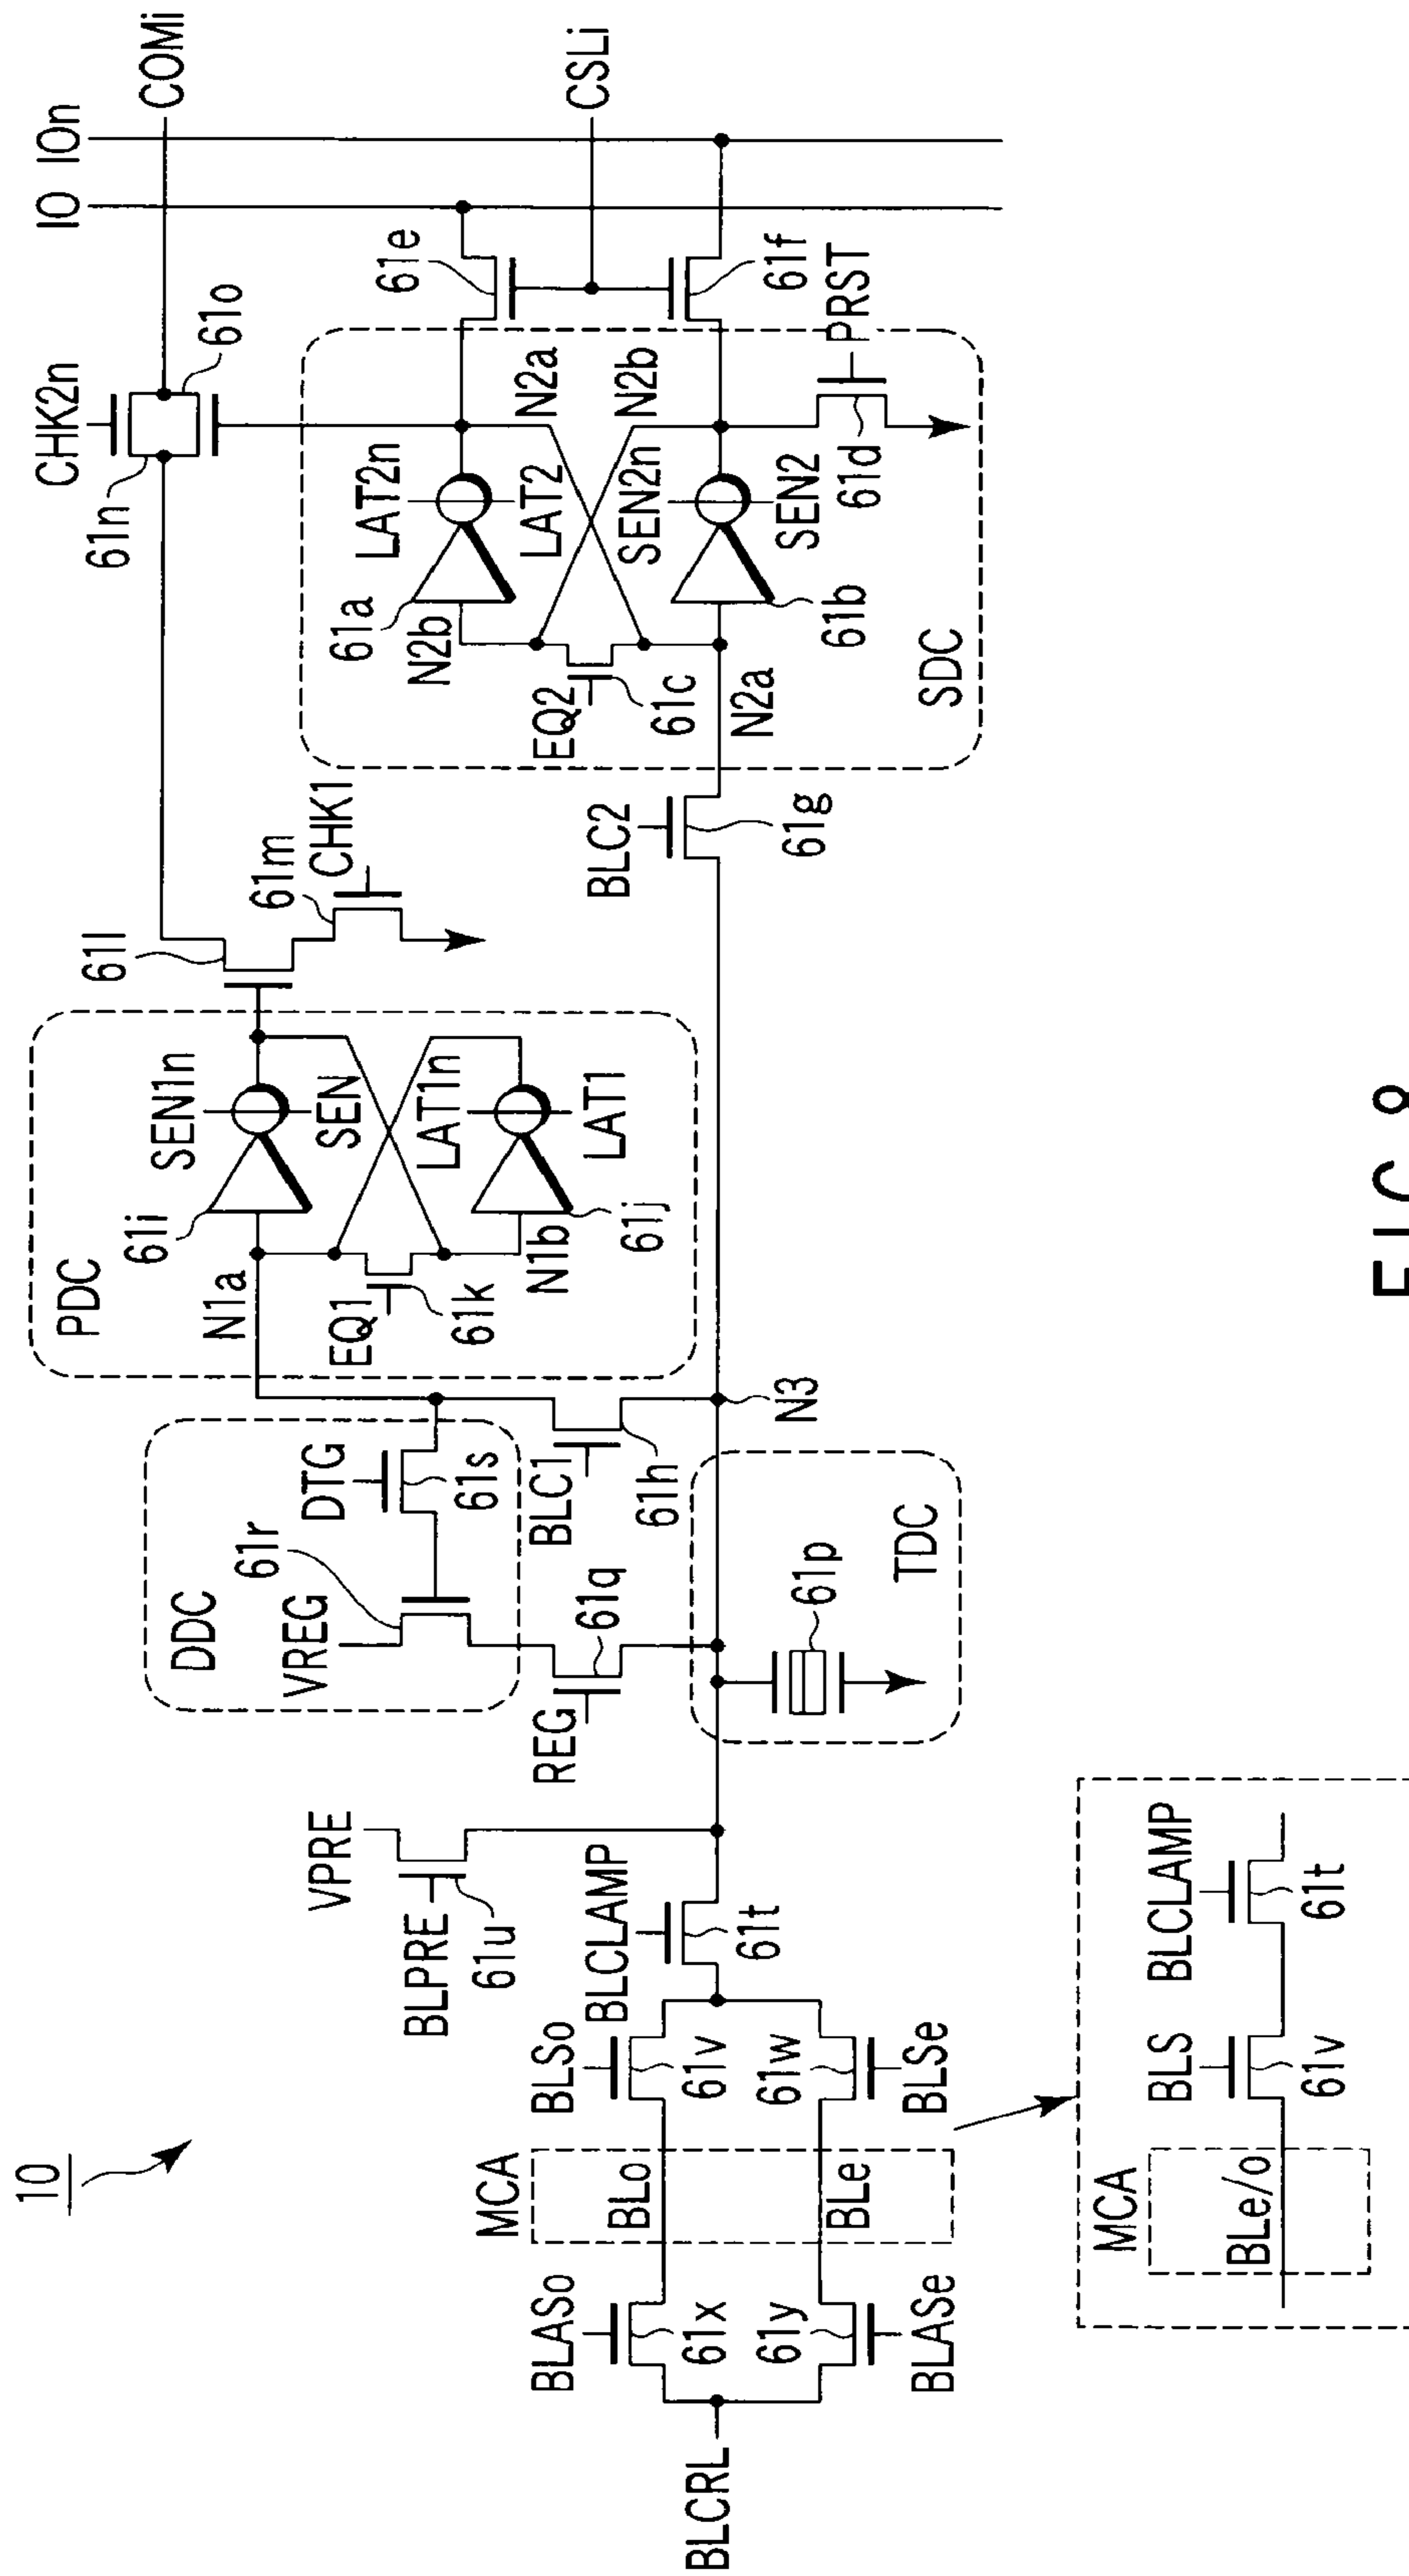 10
IO
IOn
COMi
CSLi
CHK2n
61n
61o
61e
61f
PRST
61d
LAT2n
LAT2
N2a
N2b
SEN2n
SEN2
61a
N2b
61b
EQ2
61c
N2a
SDC
BLC2
61g
CHK1
61m
61l
PDC
SEN1n
SEN
LAT1n
LAT1
61i
N1a
EQ1
61k
N1b
61j
DDC
DTG
61s
61r
VREG
BLC1
61h
N3
REG
61q
TDC
61p
VPRE
BLPRE
61u
BLCLAMP
61t
BLSo
61v
61w
BLSe
MCA
BLo
BLe
BLASo
61x
61y
BLASe
BLCRL
MCA
BLe/o
BLS
61v
BLCLAMP
61t